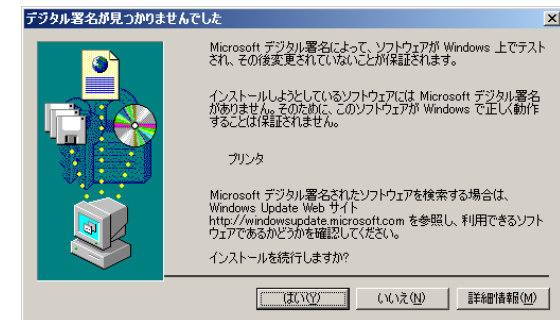 デジタル署名が見つかりませんでした
Microsoft デジタル署名によって、ソフトウェアが Windows 上でテスト
され、その後変更されていないことが保証されます。
インストールしようとしているソフトウェアには Microsoft デジタル署名
がありません。そのために、このソフトウェアが Windows で正しく動作
することは保証されません。
プリンタ
Microsoft デジタル署名されたソフトウェアを検索する場合は、
Windows Update Web サイト
http://windowsupdate.microsoft.com を参照し、利用できるソフト
ウェアであるかどうかを確認してください。
インストールを続行しますか?
はい(Y) いいえ(N) 詳細情報(M)